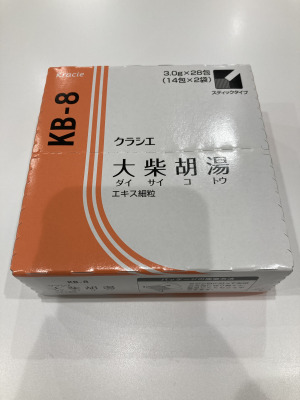 Kracie
KB-8
3.0g×28包
(14包×2袋)
スティックタイプ
クラシエ
大柴胡湯
ダイ サイ コ トウ
エキス細粒
KB-8